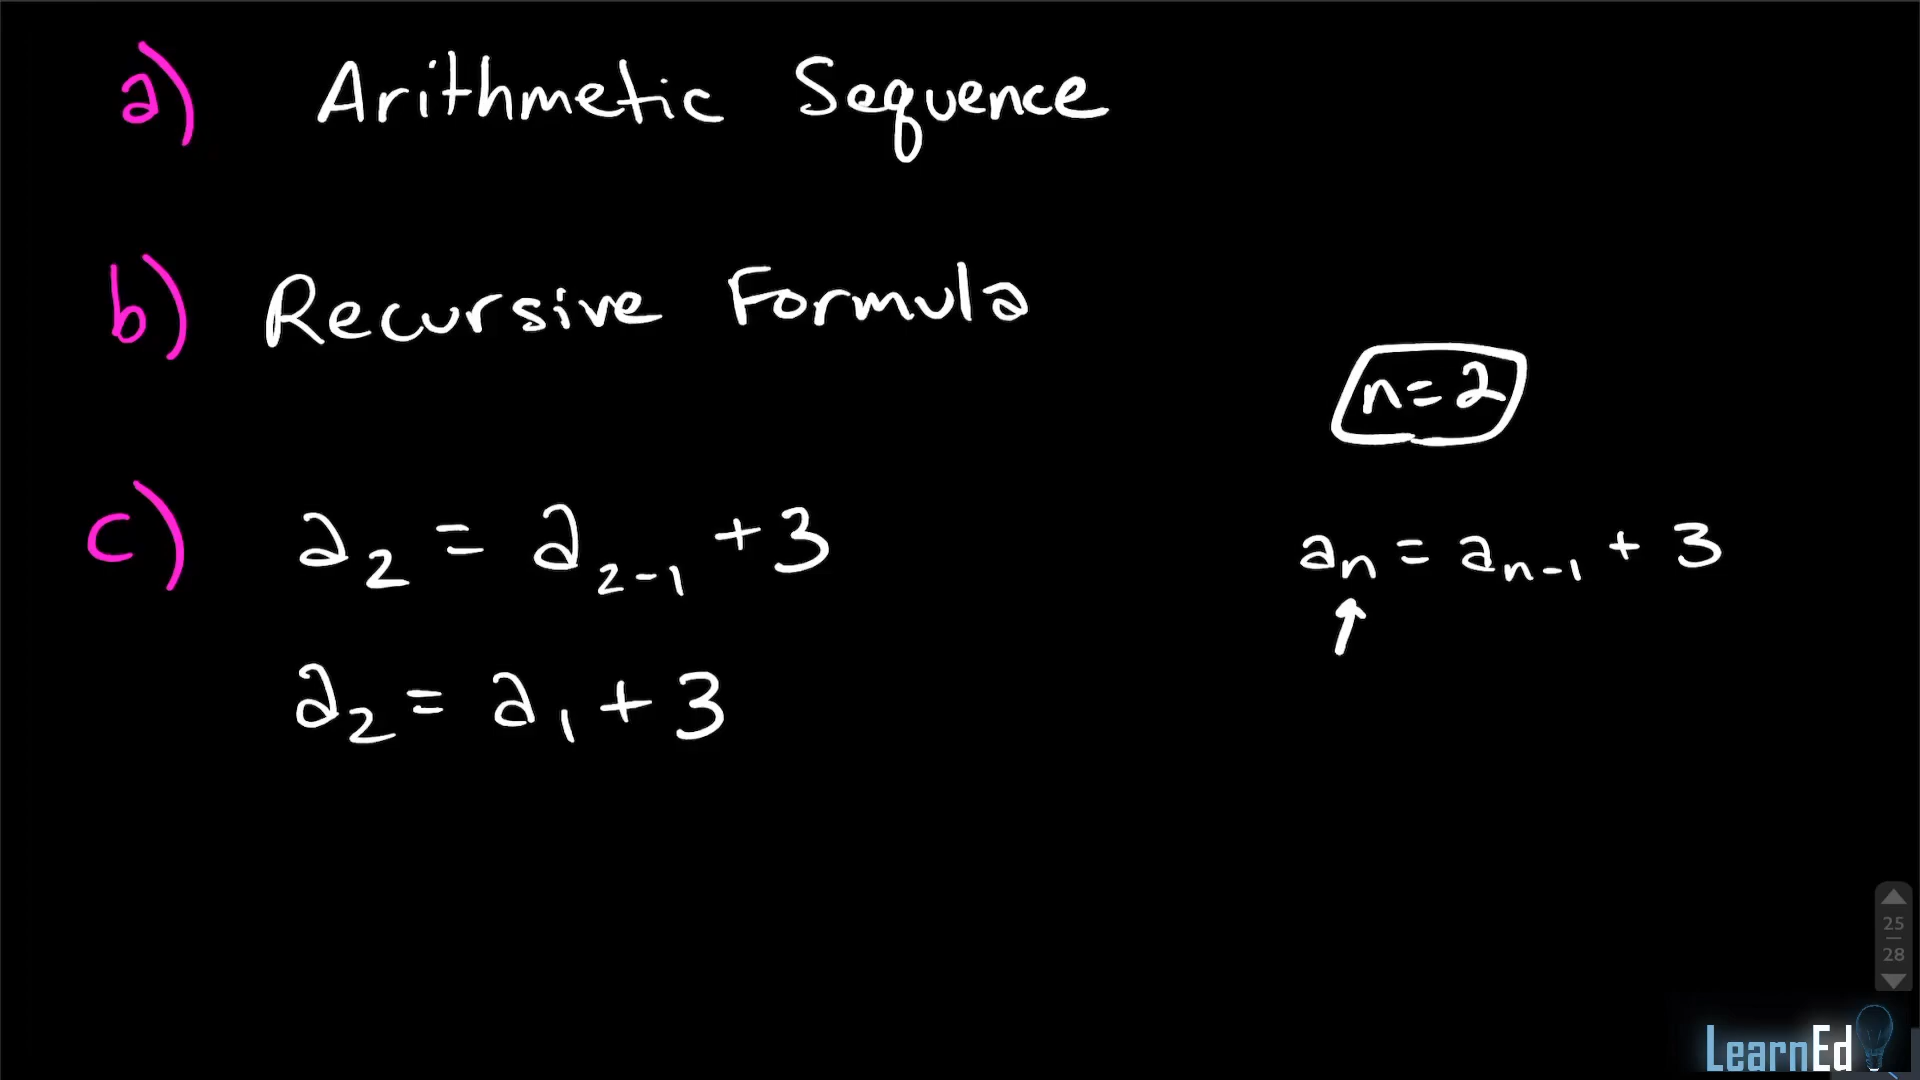 a) Arithmetic Sequence
b) Recursive Formula
n=2
c) a₂ = a₂₋₁ + 3
aₙ = aₙ₋₁ + 3
a₂ = a₁ + 3
25
28
LearnEd